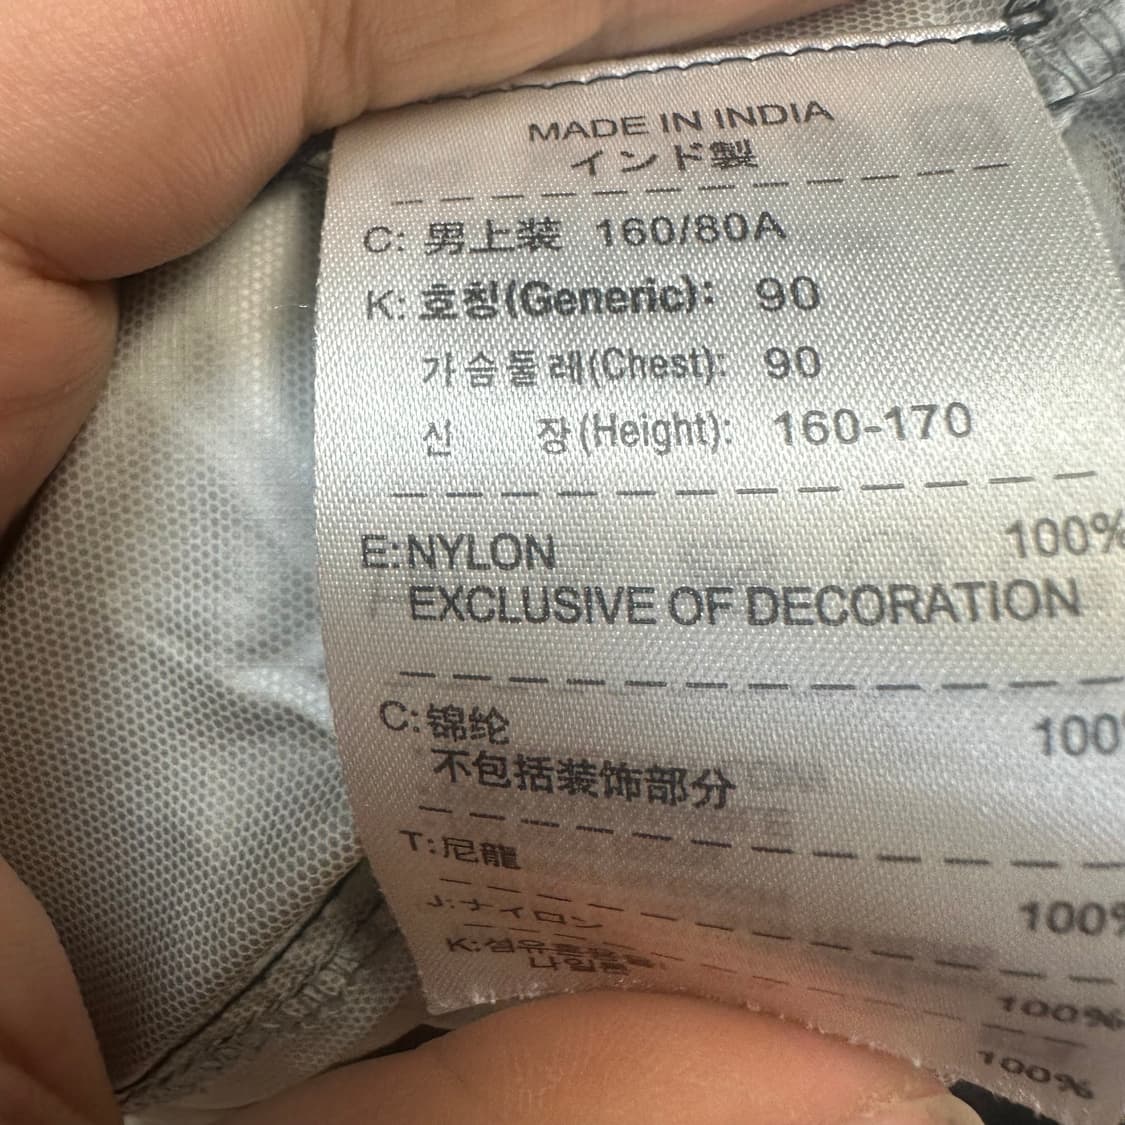 MADE IN INDIA
インド製
C: 男上装 160/80A
K: 호칭(Generic): 90
가슴둘레(Chest): 90
신 장(Height): 160-170
E:NYLON 100%
EXCLUSIVE OF DECORATION
C:锦纶 100%
不包括装饰部分
T:尼龍 100%
J:ナイロン 100%
K: 100%